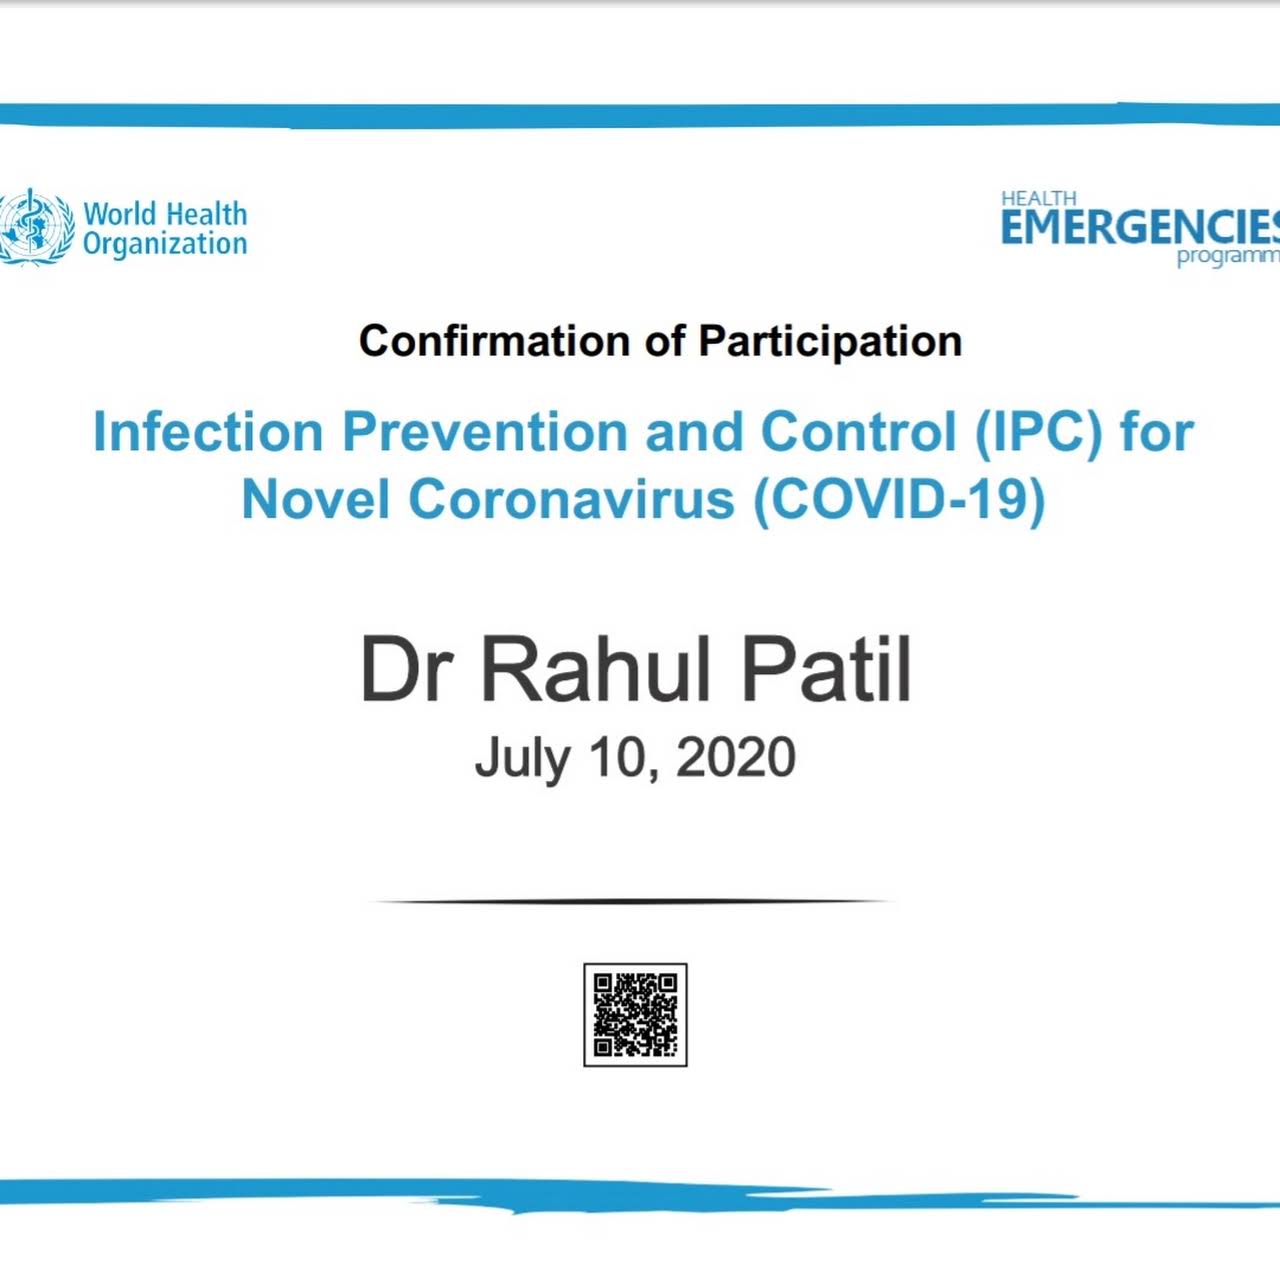 World Health
Organization
HEALTH
EMERGENCIES
programm
Confirmation of Participation
Infection Prevention and Control (IPC) for
Novel Coronavirus (COVID-19)
Dr Rahul Patil
July 10, 2020